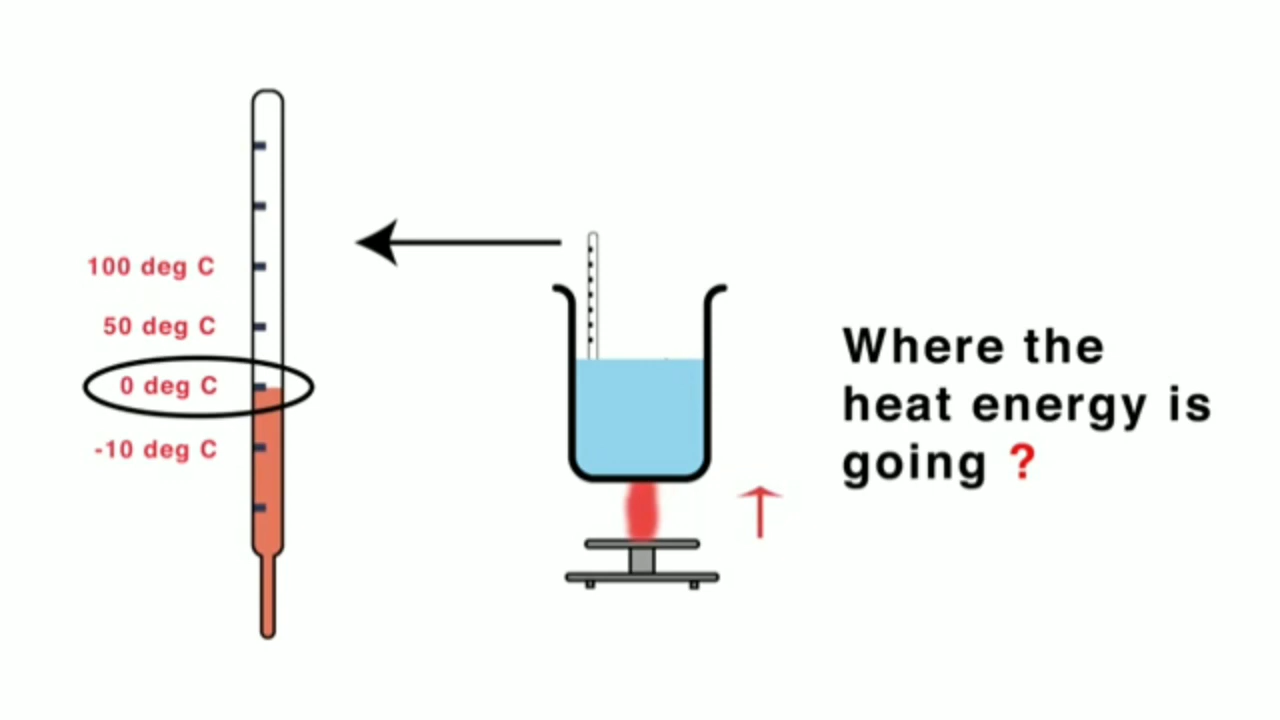 100 deg C
50 deg C
0 deg C
-10 deg C
Where the
heat energy is
going ?